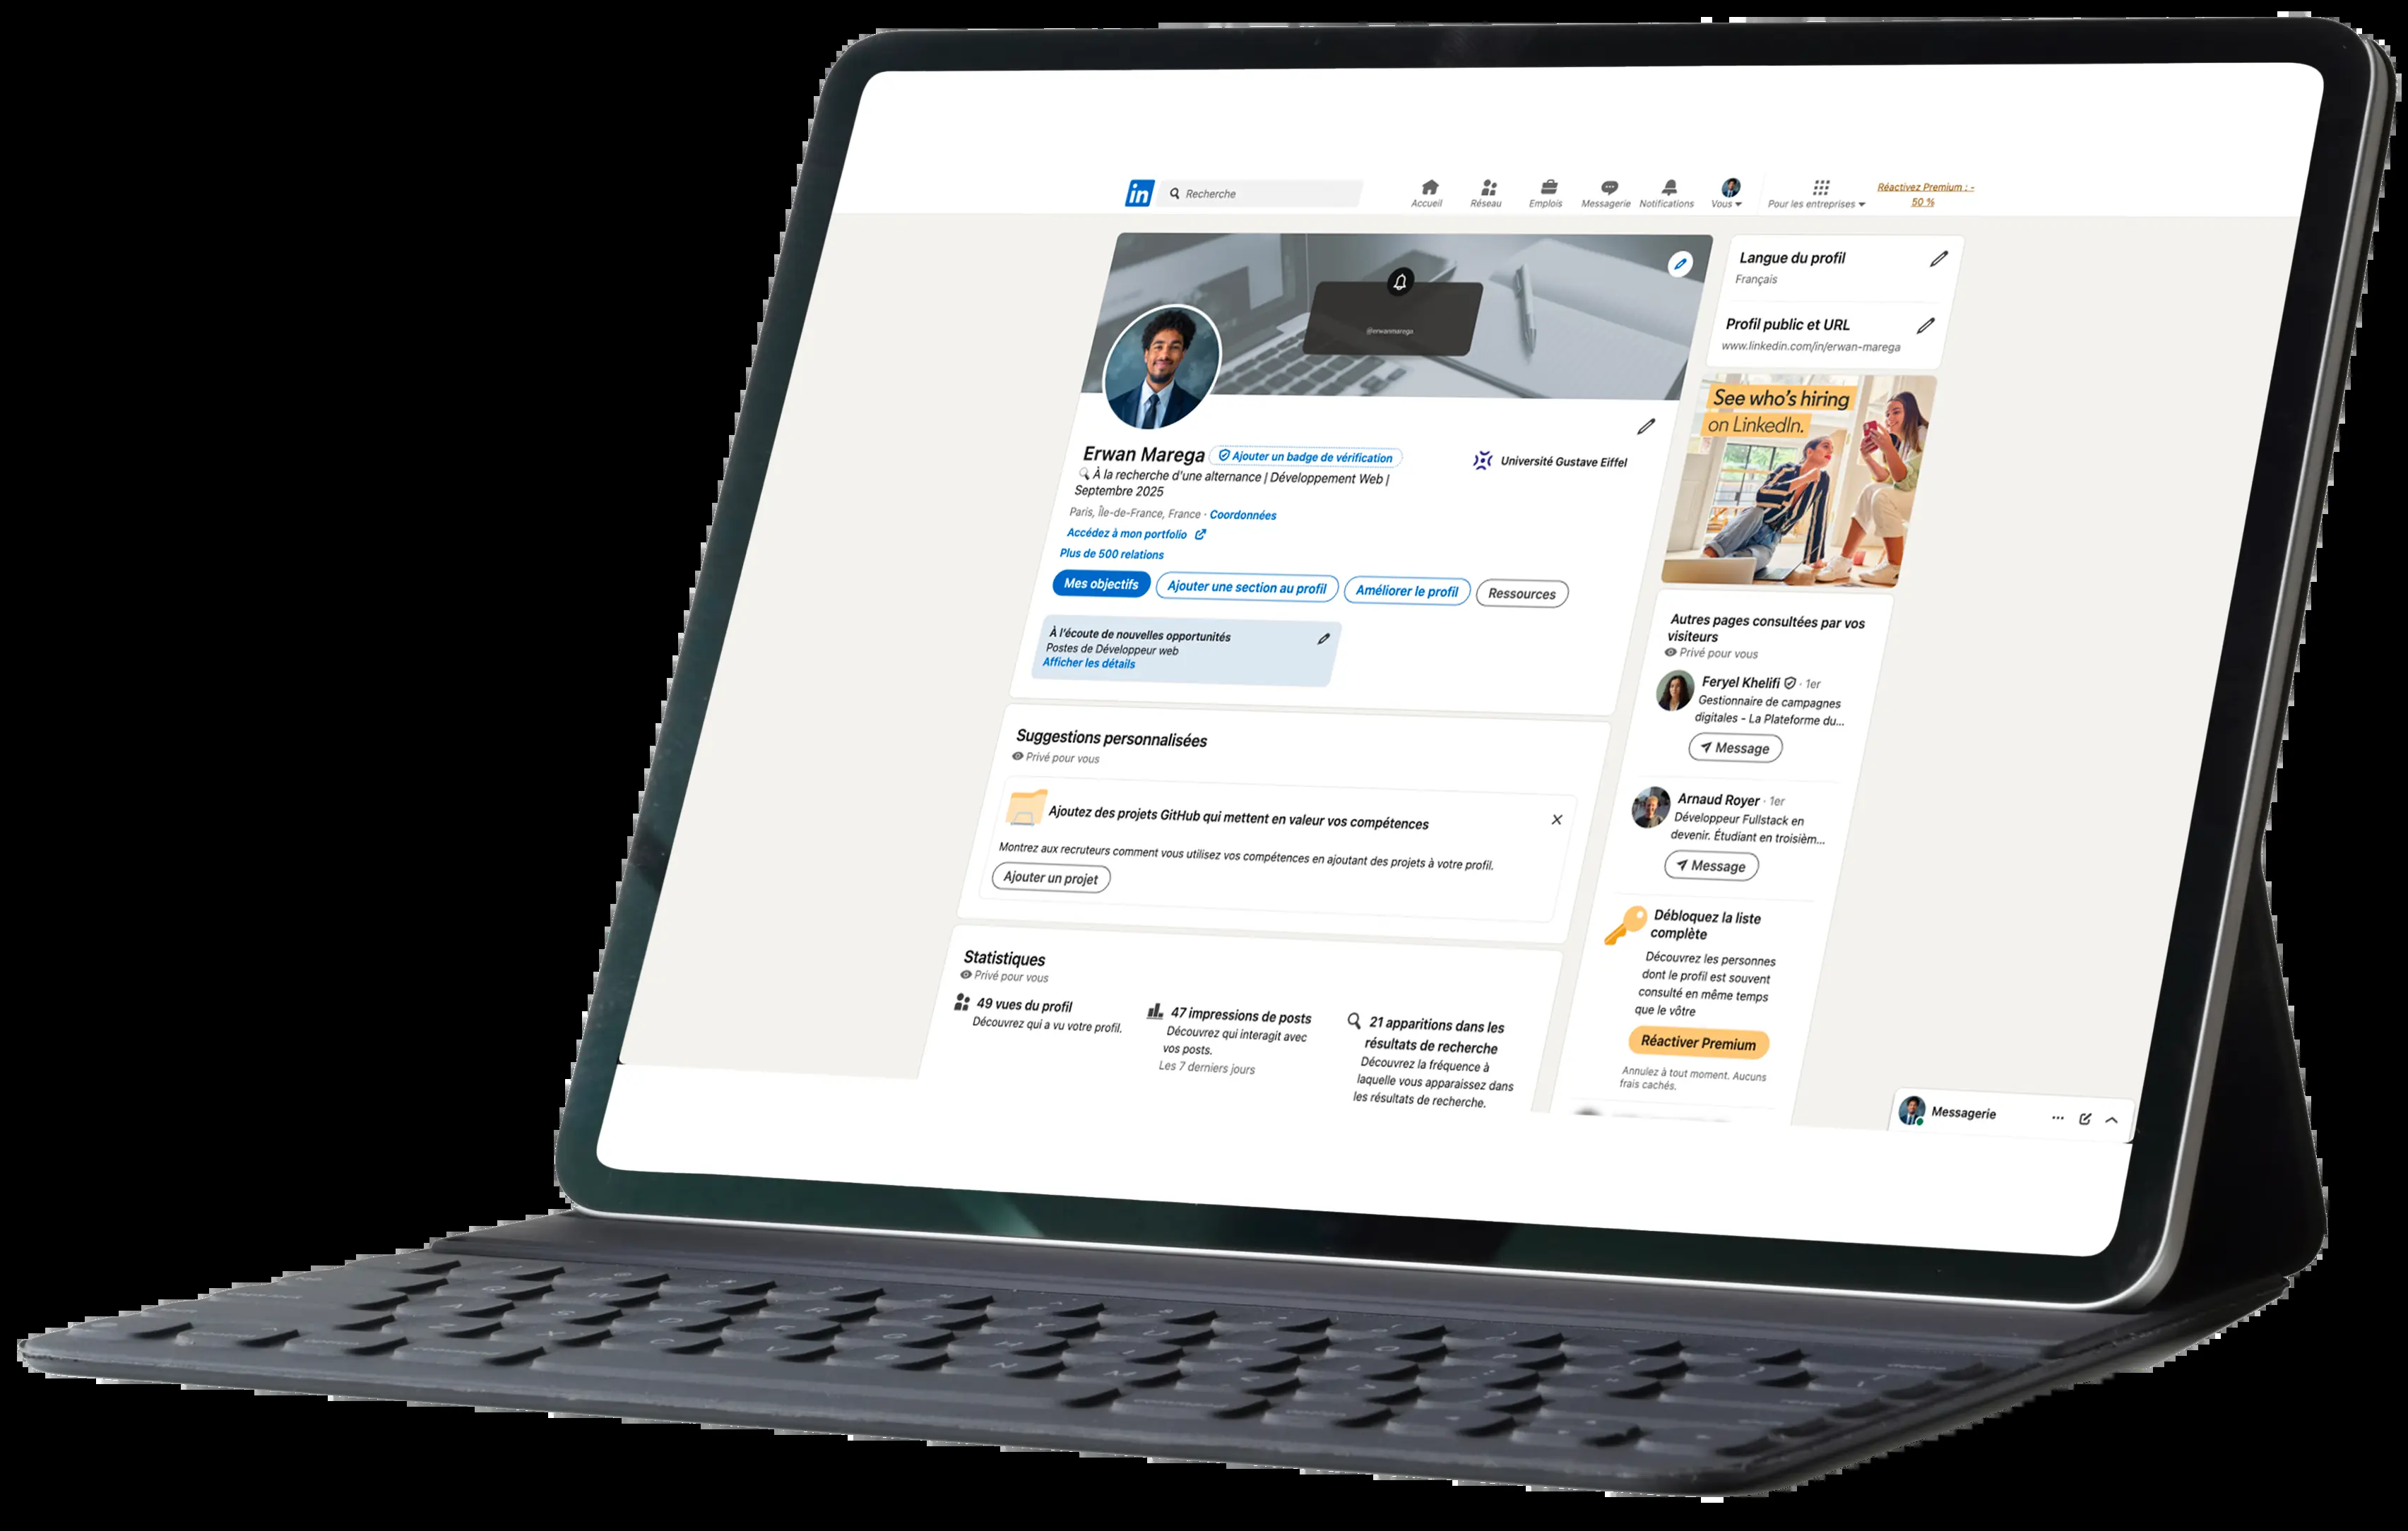 in
Recherche
Accueil
Réseau
Emplois
Messagerie
Notifications
Vous
Pour les entreprises
Réactivez Premium : -
50 %
@erwanmarega
Erwan Marega
Ajouter un badge de vérification
À la recherche d'une alternance | Développement Web |
Septembre 2025
Paris, Île-de-France, France · Coordonnées
Accédez à mon portfolio
Plus de 500 relations
Université Gustave Eiffel
Mes objectifs
Ajouter une section au profil
Améliorer le profil
Ressources
À l'écoute de nouvelles opportunités
Postes de Développeur web
Afficher les détails
Suggestions personnalisées
Privé pour vous
Ajoutez des projets GitHub qui mettent en valeur vos compétences
Montrez aux recruteurs comment vous utilisez vos compétences en ajoutant des projets à votre profil.
Ajouter un projet
Statistiques
Privé pour vous
49 vues du profil
Découvrez qui a vu votre profil.
47 impressions de posts
Découvrez qui interagit avec
vos posts.
Les 7 derniers jours
21 apparitions dans les
résultats de recherche
Découvrez la fréquence à
laquelle vous apparaissez dans
les résultats de recherche.
Langue du profil
Français
Profil public et URL
www.linkedin.com/in/erwan-marega
See who's hiring
on LinkedIn.
Autres pages consultées par vos
visiteurs
Privé pour vous
Feryel Khelifi · 1er
Gestionnaire de campagnes
digitales - La Plateforme du...
Message
Arnaud Royer · 1er
Développeur Fullstack en
devenir. Étudiant en troisièm...
Message
Débloquez la liste
complète
Découvrez les personnes
dont le profil est souvent
consulté en même temps
que le vôtre
Réactiver Premium
Annulez à tout moment. Aucuns
frais cachés.
Messagerie